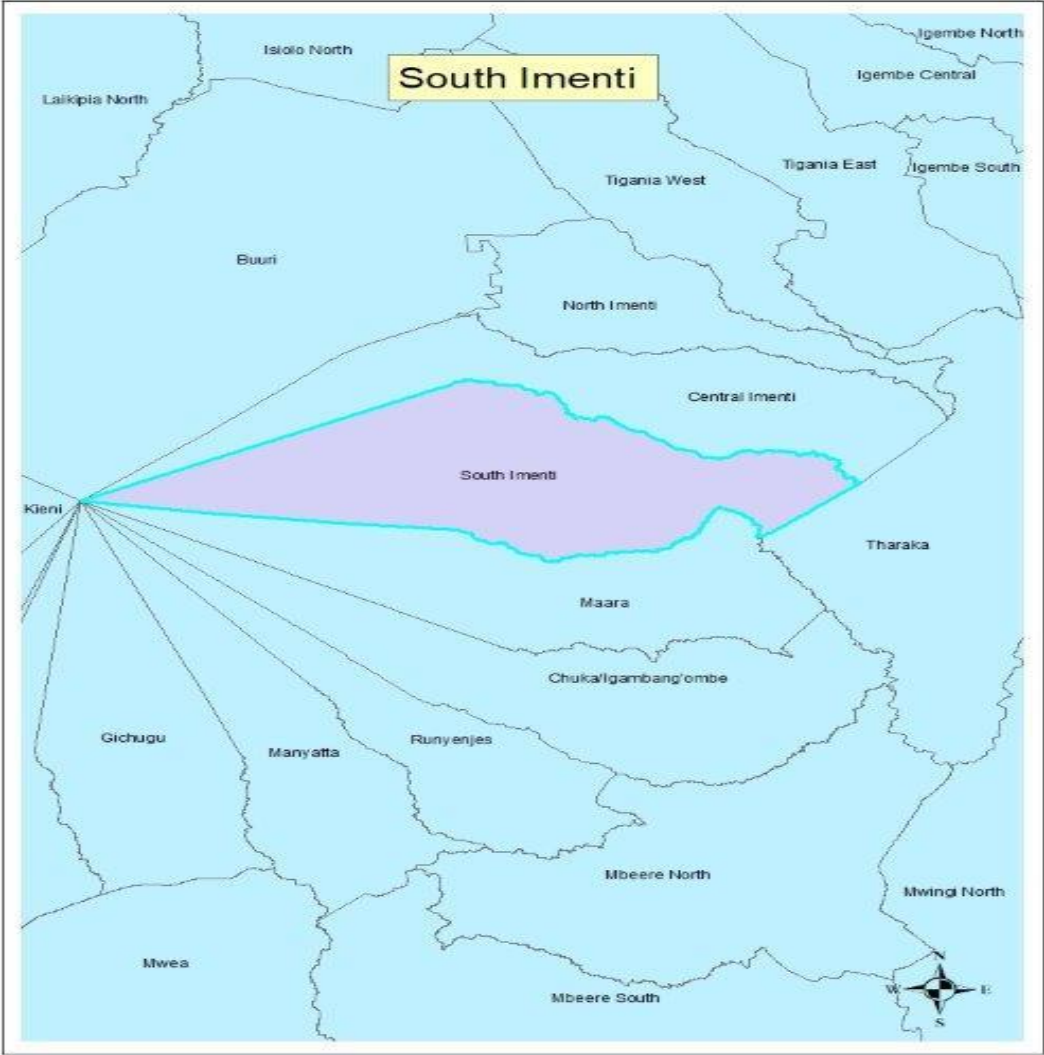 Igembe North
Isiolo North
South Imenti
Igembe Central
Laikipia North
Tigania East
Igembe South
Tigania West
Buuri
North Imenti
Central Imenti
South Imenti
Kieni
Tharaka
Maara
Chuka/Igambang'ombe
Gichugu
Manyatta
Runyenjes
Mbeere North
Mwingi North
Mwea
Mbeere South
N
W
E
S